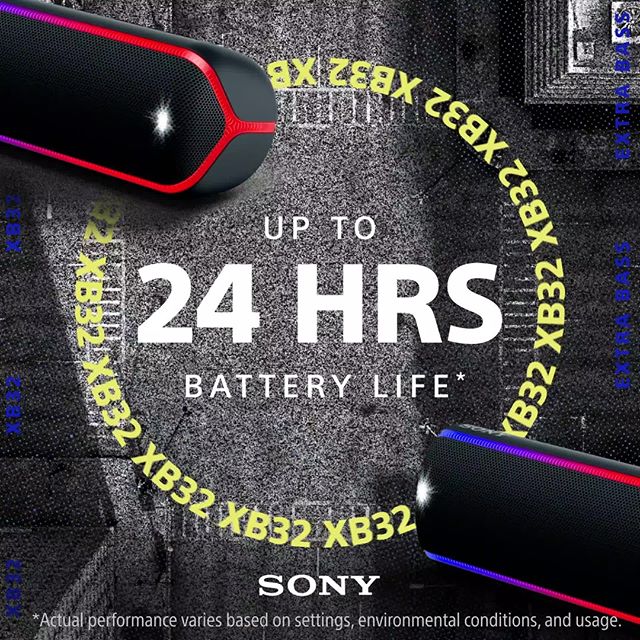 XB32 XB32 XB32 XB32 XB32 XB32 XB32 XB32 XB32 XB32 XB32
EXTRA BASS
EXTRA BASS
XB32
XB32
XB32
UP TO
24 HRS
BATTERY LIFE*
SONY
*Actual performance varies based on settings, environmental conditions, and usage.